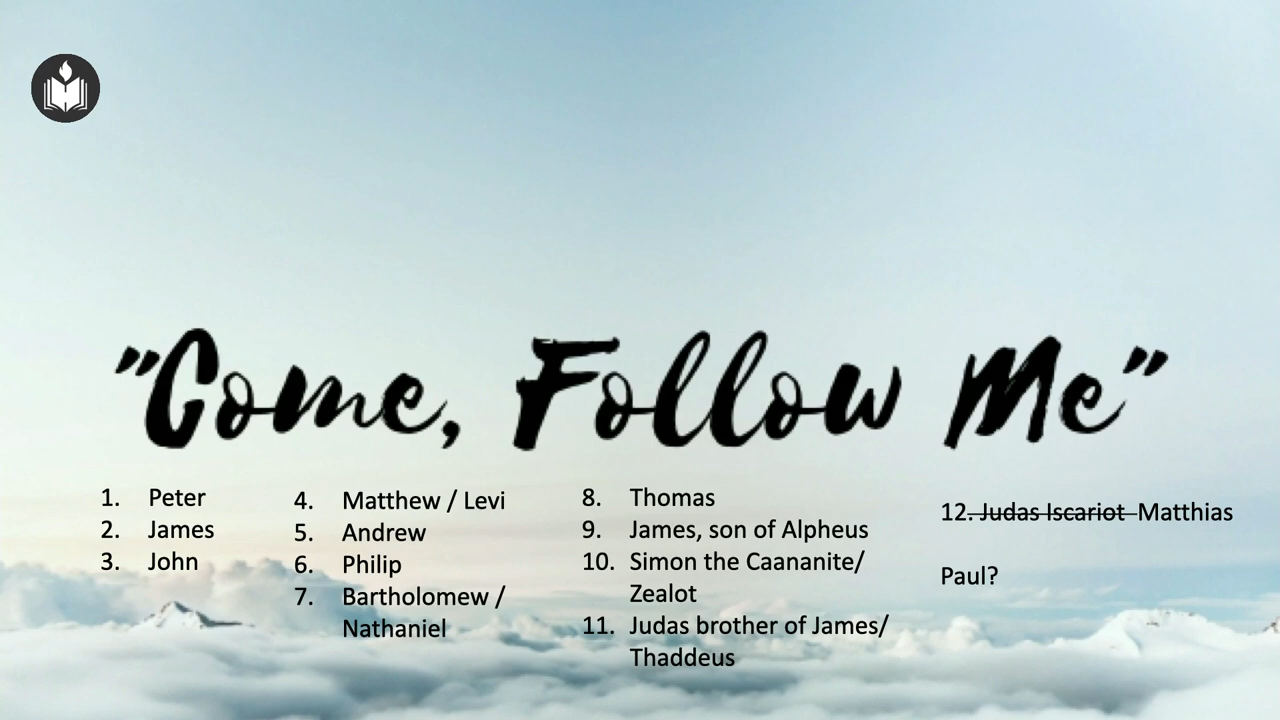 "Come, Follow Me"
1. Peter
2. James
3. John
4. Matthew / Levi
5. Andrew
6. Philip
7. Bartholomew /
Nathaniel
8. Thomas
9. James, son of Alpheus
10. Simon the Caananite/
Zealot
11. Judas brother of James/
Thaddeus
12. Judas Iscariot Matthias
Paul?